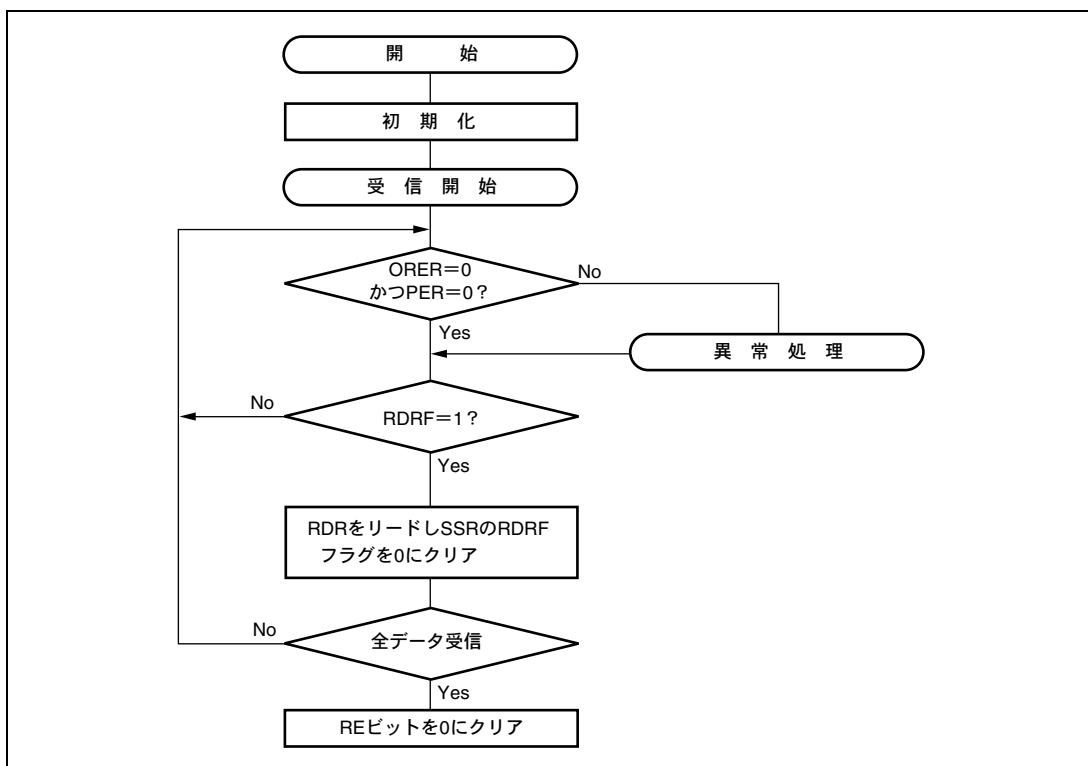 開 始
初 期 化
受 信 開 始
ORER=0
かつPER=0?
No
Yes
異 常 処 理
No
RDRF=1?
Yes
RDRをリードしSSRのRDRF
フラグを0にクリア
No
全データ受信
Yes
REビットを0にクリア